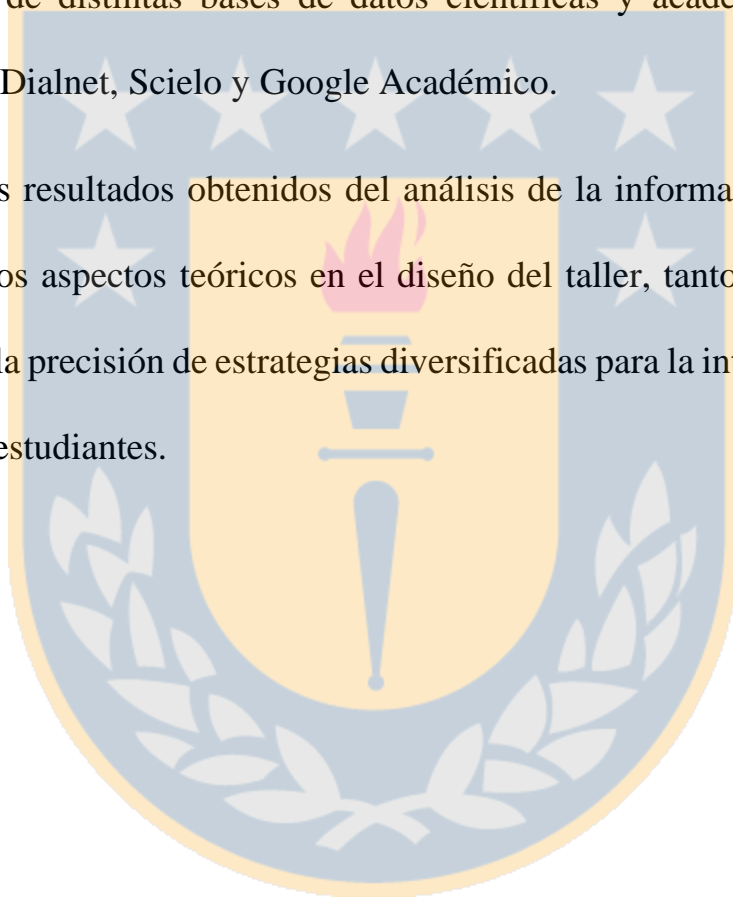 de distintas bases de datos científicas y acadé
Dialnet, Scielo y Google Académico.
s resultados obtenidos del análisis de la informa
os aspectos teóricos en el diseño del taller, tanto
la precisión de estrategias diversificadas para la in
estudiantes.